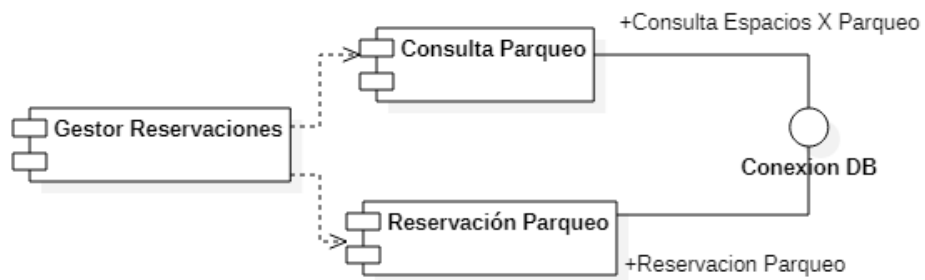 +Consulta Espacios X Parqueo
Consulta Parqueo
Gestor Reservaciones
Conexion DB
Reservación Parqueo
+Reservacion Parqueo